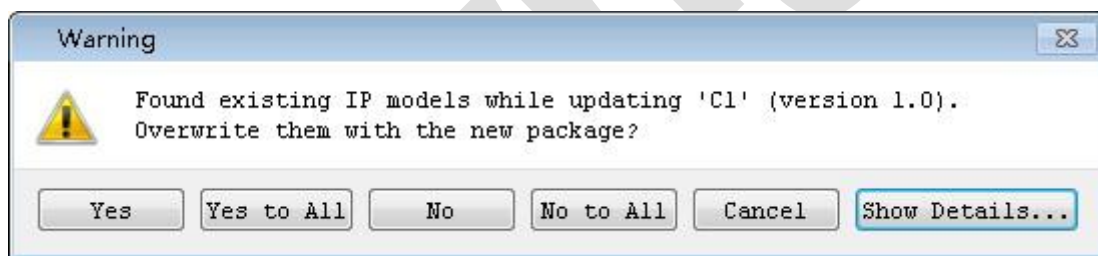 Warning
Found existing IP models while updating 'Cl' (version 1.0).
Overwrite them with the new package?
Yes
Yes to All
No
No to All
Cancel
Show Details...